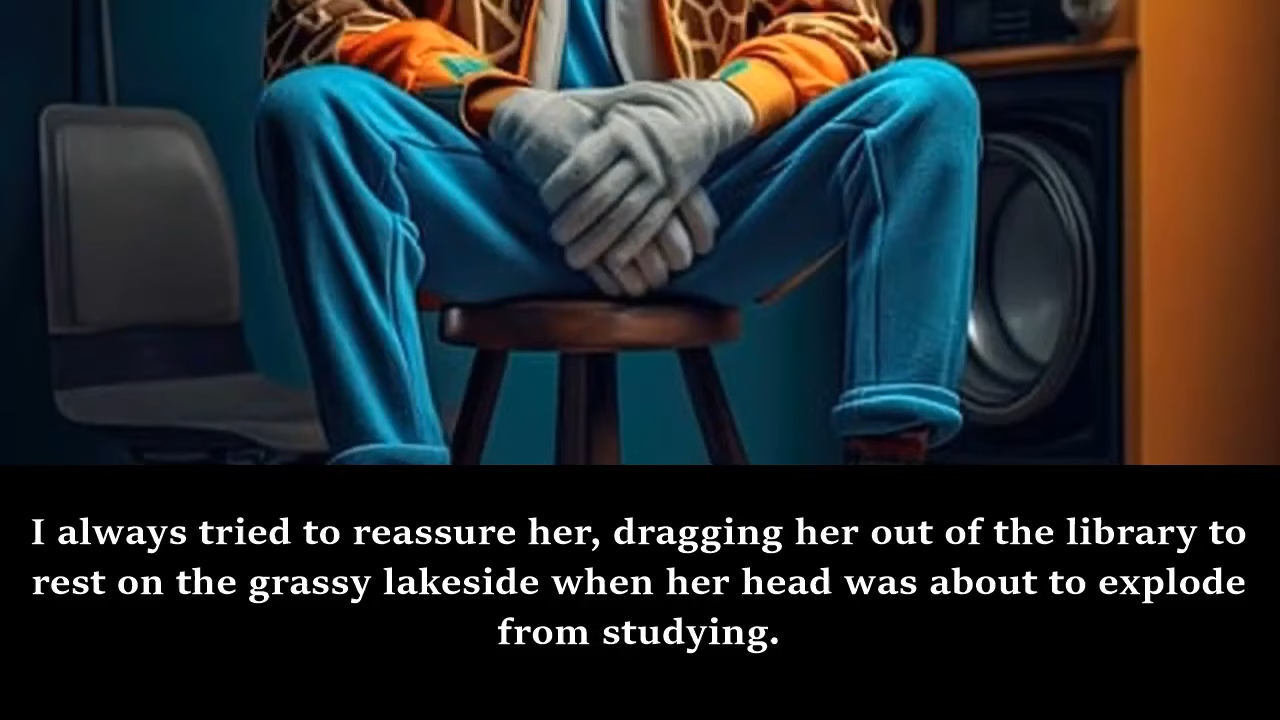 I always tried to reassure her, dragging her out of the library to
rest on the grassy lakeside when her head was about to explode
from studying.